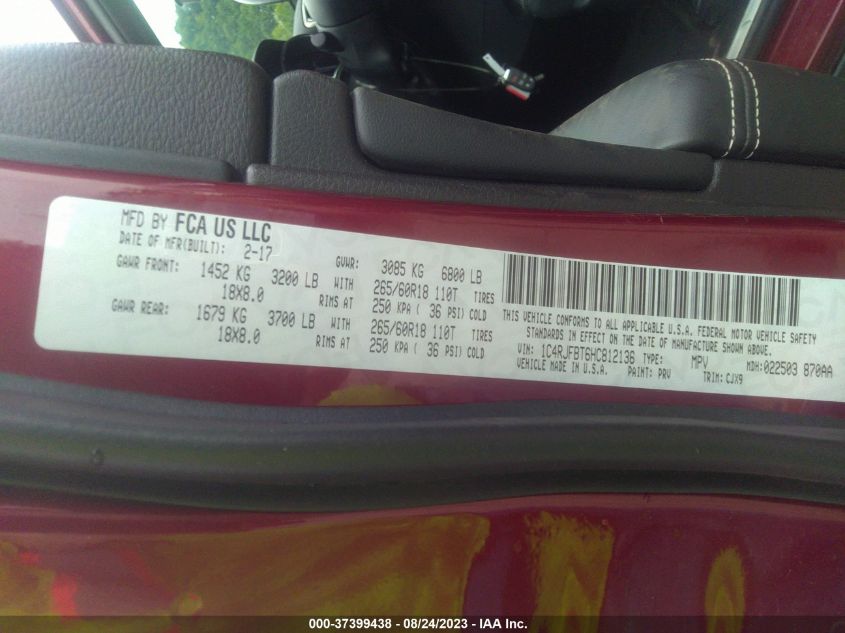 MFD BY FCA US LLC
DATE OF MFR(BUILT): 2-17
GVWR: 3085 KG 6800 LB
GAWR FRONT: 1452 KG 3200 LB WITH 265/60R18 110T TIRES
18X8.0 RIMS AT 250 KPA ( 36 PSI) COLD
GAWR REAR: 1679 KG 3700 LB WITH 265/60R18 110T TIRES
18X8.0 RIMS AT 250 KPA ( 36 PSI) COLD
THIS VEHICLE CONFORMS TO ALL APPLICABLE U.S.A. FEDERAL MOTOR VEHICLE SAFETY
STANDARDS IN EFFECT ON THE DATE OF MANUFACTURE SHOWN ABOVE.
VIN: 1C4RJFBT6HC812136 TYPE: MPV MDH:022503 870AA
VEHICLE MADE IN U.S.A. PAINT: PRV TRIM: CJX9
000-37399438 - 08/24/2023 - IAA Inc.